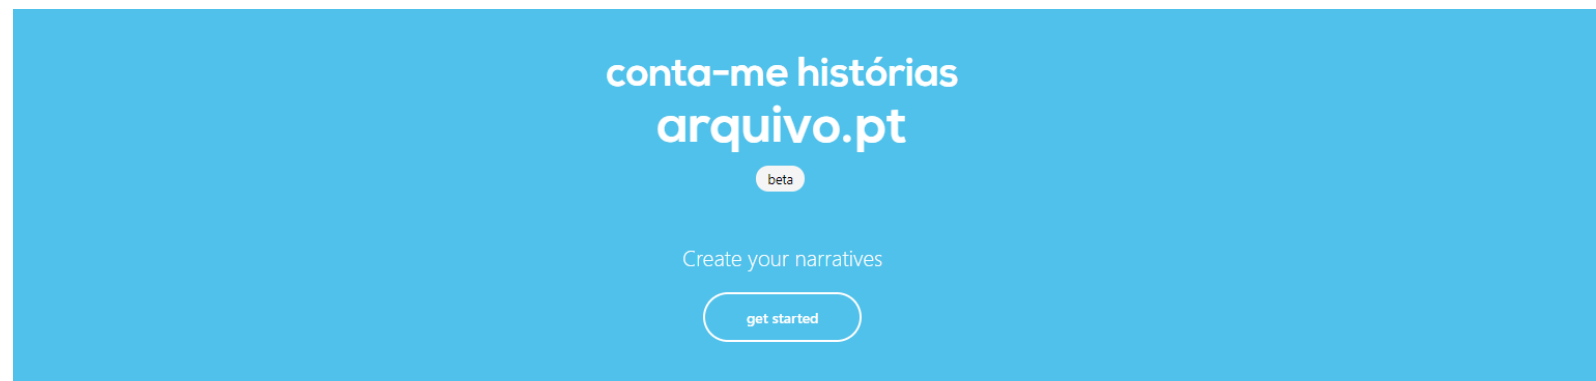 conta-me histórias
arquivo.pt
beta
Create your narratives
get started